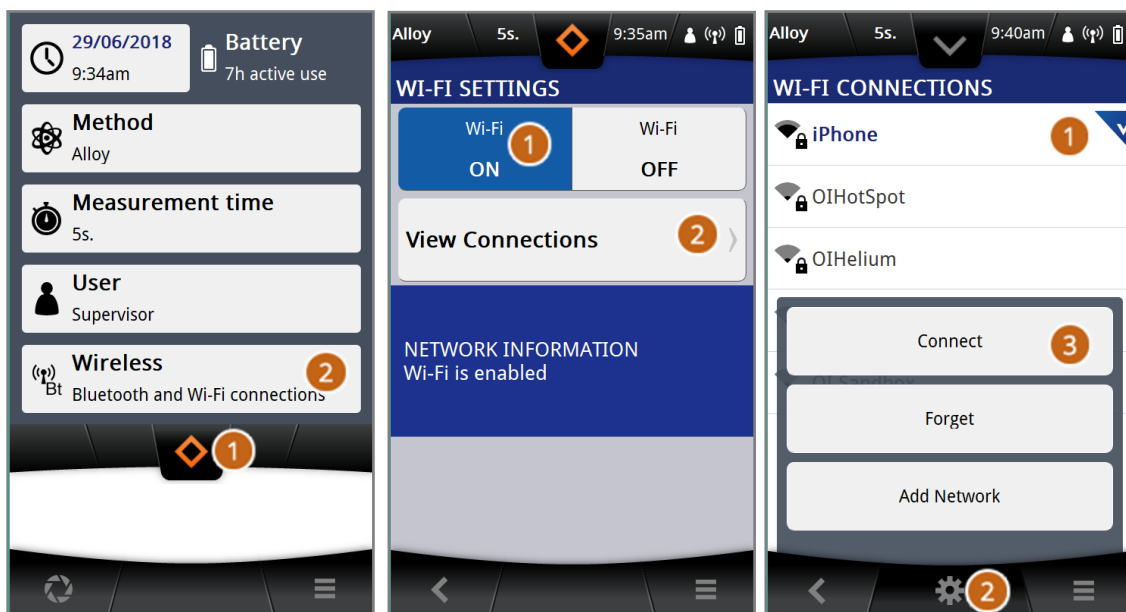 29/06/2018
9:34am
Battery
7h active use
Method
Alloy
Measurement time
5s.
User
Supervisor
Wireless
Bt
Bluetooth and Wi-Fi connections
2
1
Alloy 5s. 9:35am
WI-FI SETTINGS
Wi-Fi
ON
1
Wi-Fi
OFF
View Connections 2
NETWORK INFORMATION
Wi-Fi is enabled
Alloy 5s. 9:40am
WI-FI CONNECTIONS
iPhone 1
OIHotSpot
OIHelium
Connect 3
OI Sandbox
Forget
Add Network
2